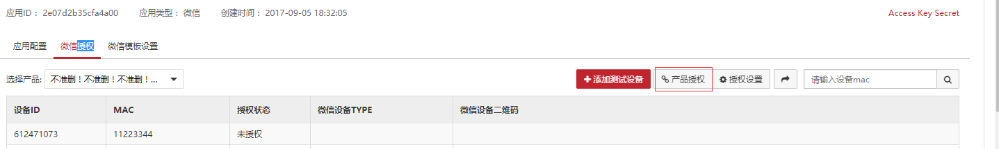 应用ID： 2e07d2b35cfa4a00 应用类型： 微信 创建时间： 2017-09-05 18:32:05 Access Key Secret
应用配置 微信授权 微信模板设置
选择产品: 不准删！不准删！不准删！... 添加测试设备 产品授权 授权设置 请输入设备mac
设备ID MAC 授权状态 微信设备TYPE 微信设备二维码
612471073 11223344 未授权